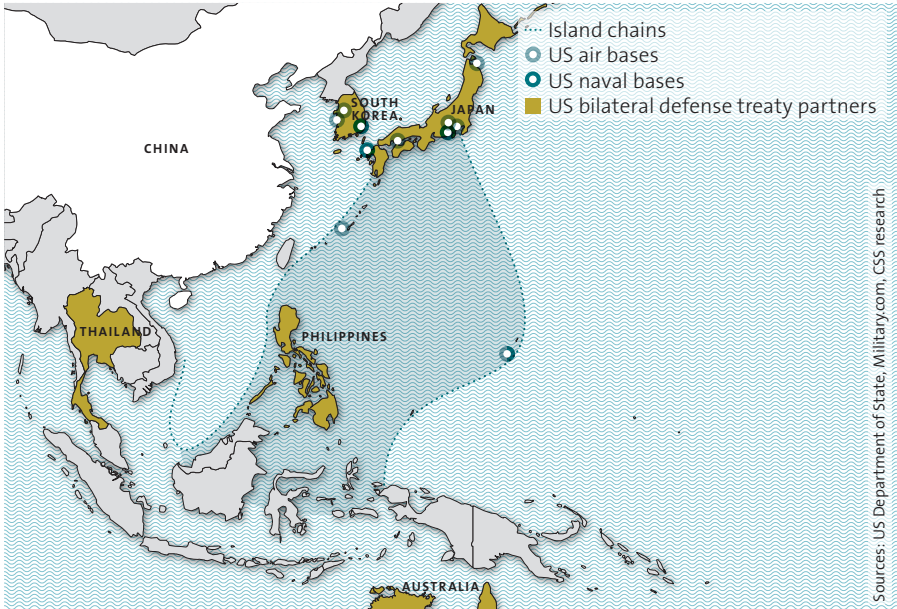 Island chains
US air bases
US naval bases
US bilateral defense treaty partners
SOUTH
KOREA
JAPAN
CHINA
THAILAND
PHILIPPINES
AUSTRALIA
Sources: US Department of State, Military.com, CSS research